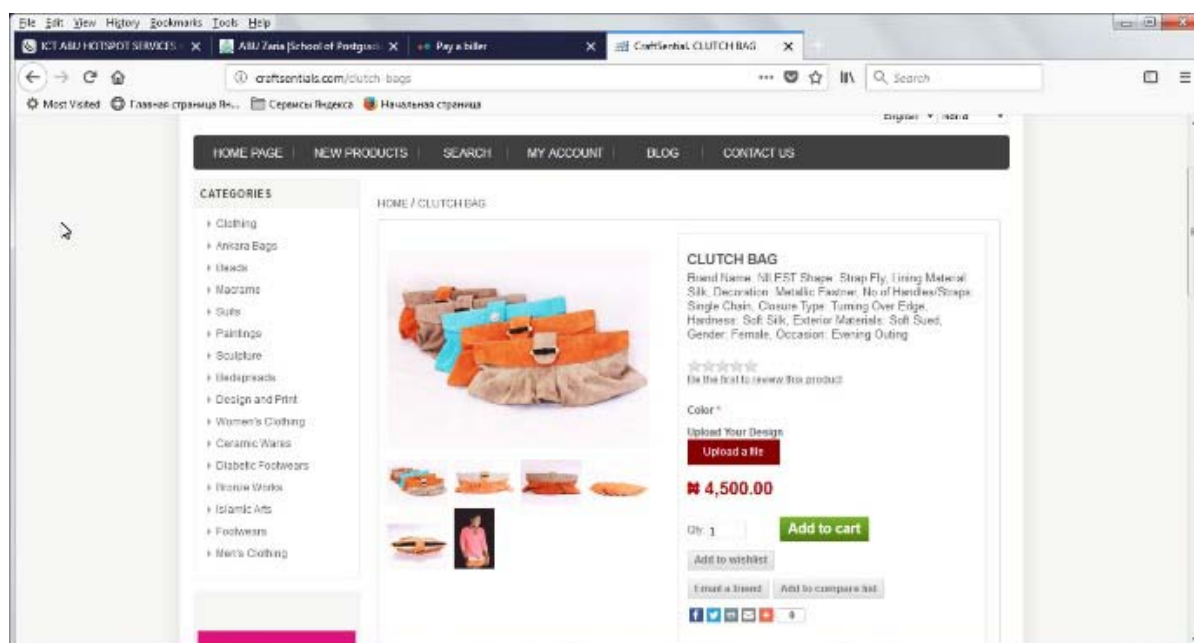 File Edit View History Bookmarks Tools Help
ICT ABU HOTSPOT SERVICES
ABU Zaria |School of Postgrad
Pay a biller
CraftSential. CLUTCH BAG
craftsentials.com/clutch-bags
Search
Most Visited
Главная страница Ян...
Сервисы Яндекса
Начальная страница
English
HOME PAGE | NEW PRODUCTS | SEARCH | MY ACCOUNT | BLOG | CONTACT US
CATEGORIES
Clothing
Ankara Bags
Beads
Macrame
Suits
Paintings
Sculpture
Bedspreads
Design and Print
Women's Clothing
Ceramic Wares
Diabetic Footwears
Bronze Works
Islamic Arts
Footwears
Men's Clothing
HOME / CLUTCH BAG
CLUTCH BAG
Brand Name: NILEST Shape: Strap Fly, Lining Material:
Silk, Decoration: Metallic Fastner, No of Handles/Straps:
Single Chain, Closure Type: Turning Over Edge,
Hardness: Soft Silk, Exterior Materials: Soft Sued,
Gender: Female, Occasion: Evening Outing
Be the first to review this product
Color *
Upload Your Design
Upload a file
₦ 4,500.00
Qty: 1 Add to cart
Add to wishlist
Email a friend Add to compare list
0